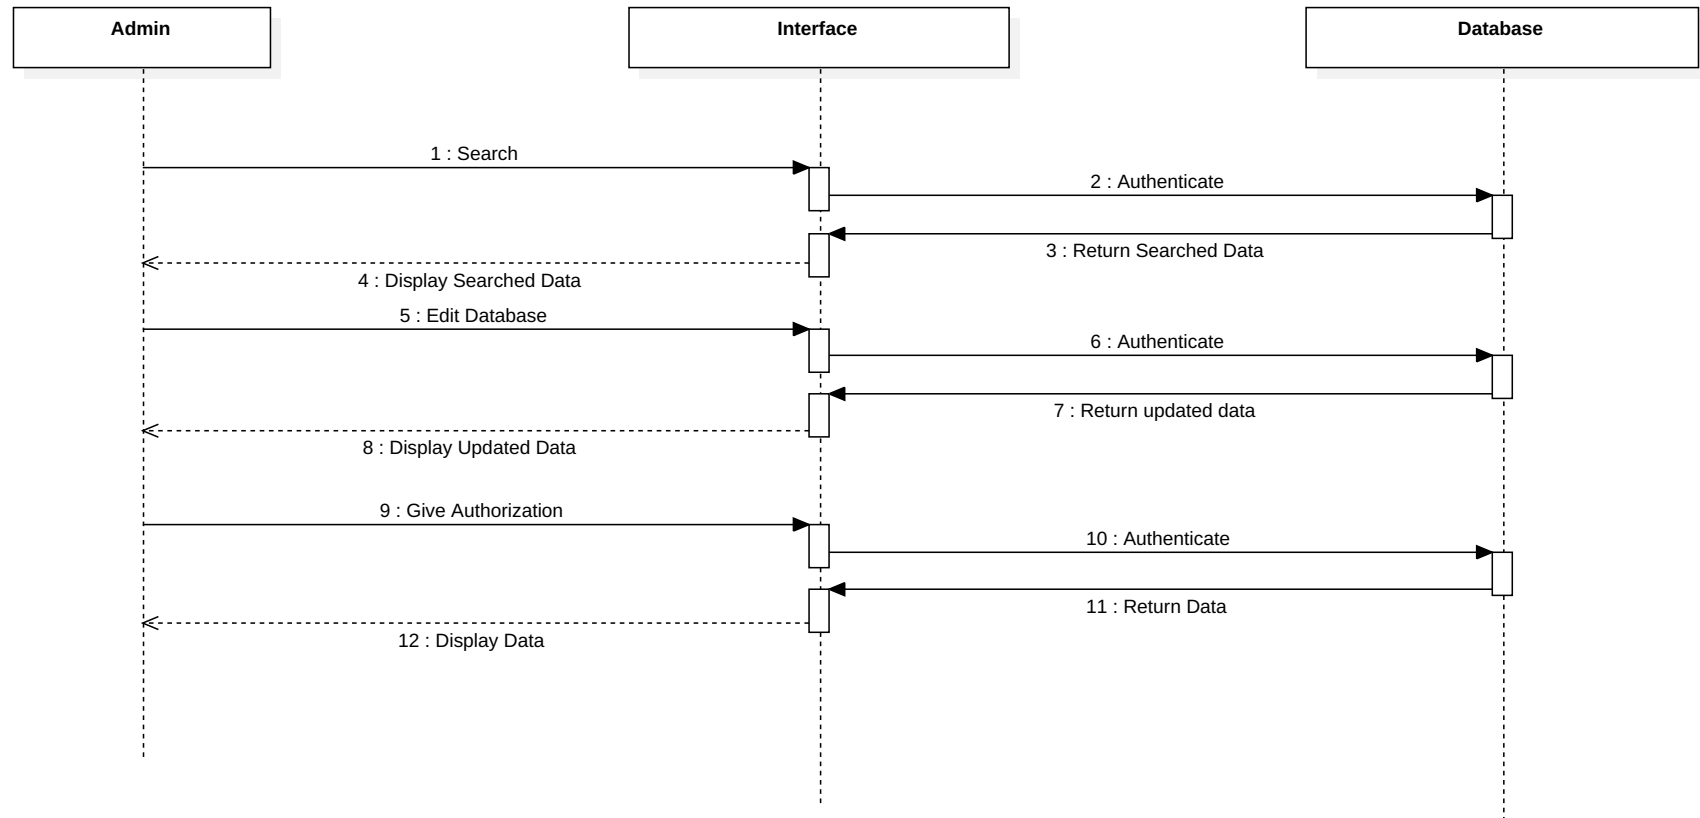 Admin
Interface
Database
1 : Search
2 : Authenticate
3 : Return Searched Data
4 : Display Searched Data
5 : Edit Database
6 : Authenticate
7 : Return updated data
8 : Display Updated Data
9 : Give Authorization
10 : Authenticate
11 : Return Data
12 : Display Data